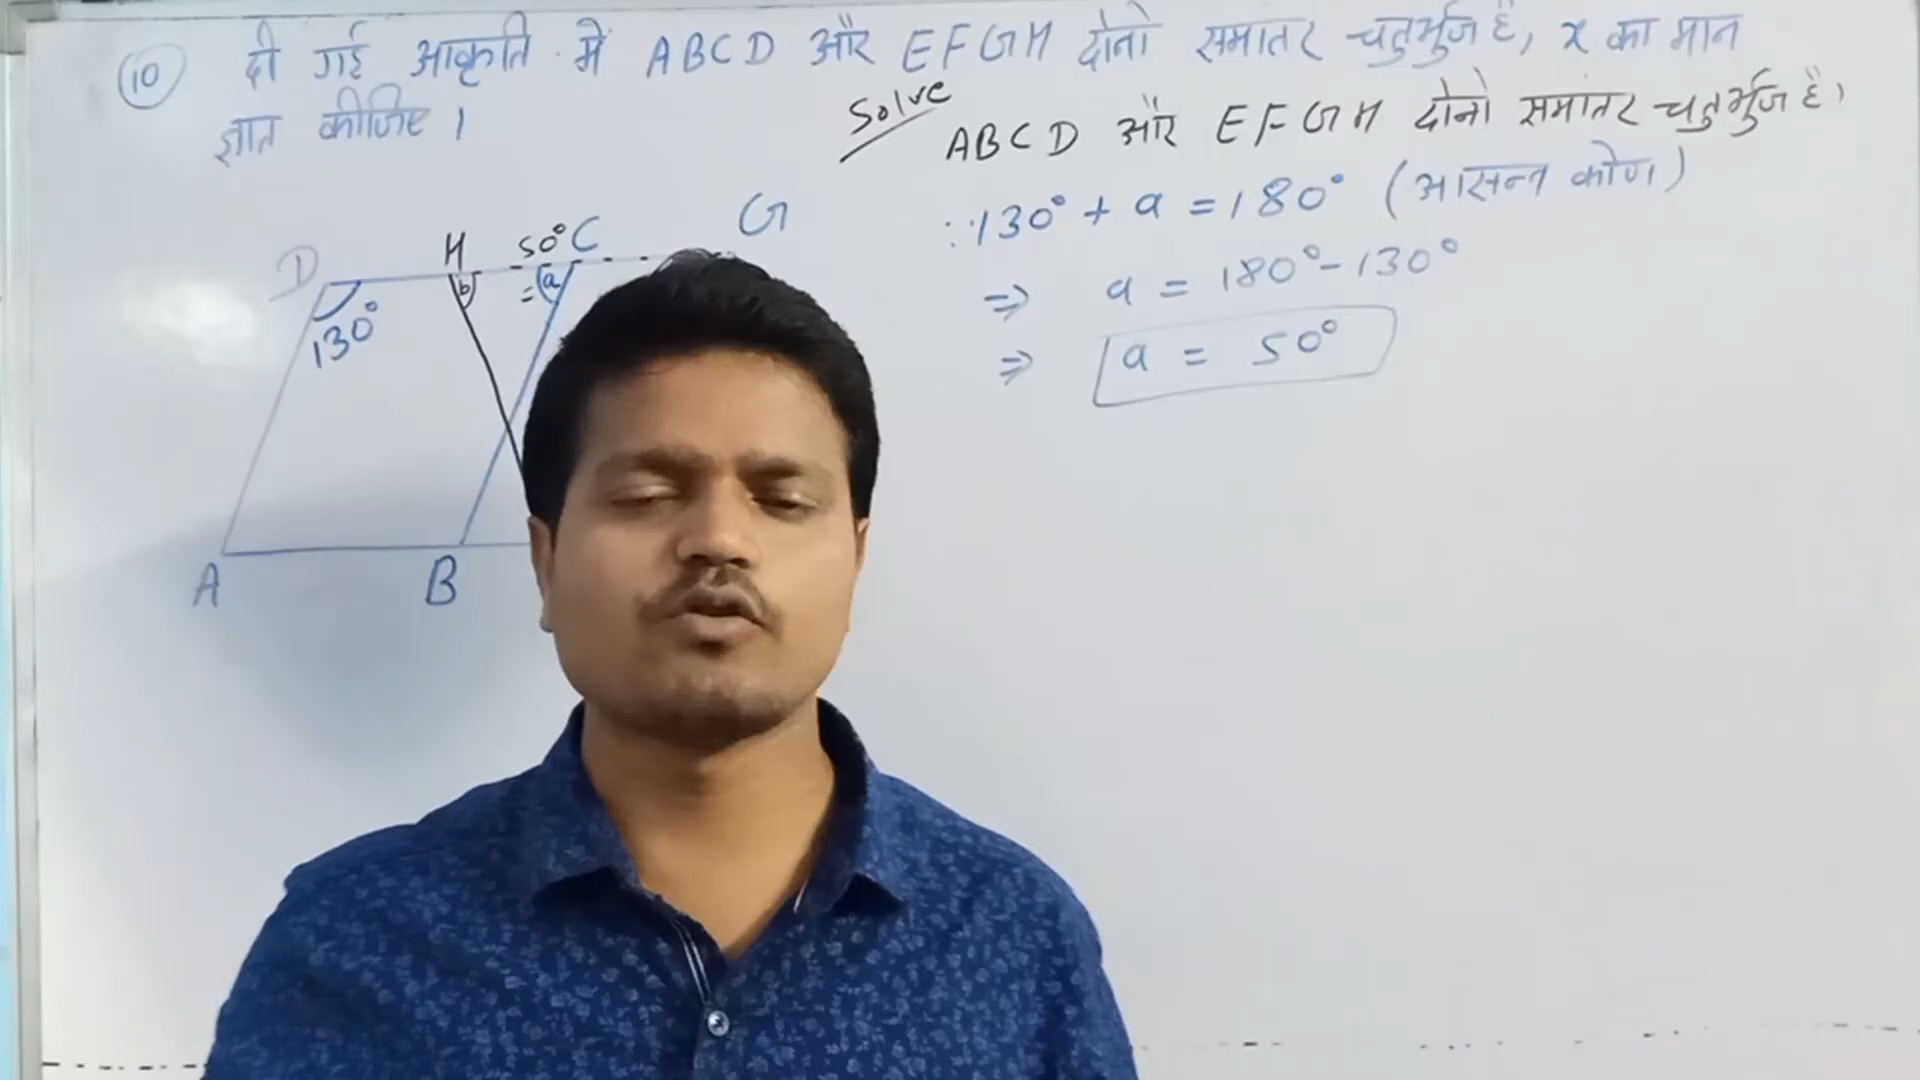 (10) दी गई आकृति में ABCD और EFGH दोनो समातर चतुर्भुज है, x का मान
ज्ञात कीजिए ।
Solve
ABCD और EFGH दोनो समांतर चतुर्भुज है।
∵ 130° + a = 180° (आसन्न कोण)
⇒ a = 180° - 130°
⇒ a = 50°
D H 50° C G
b = a
130°
A B